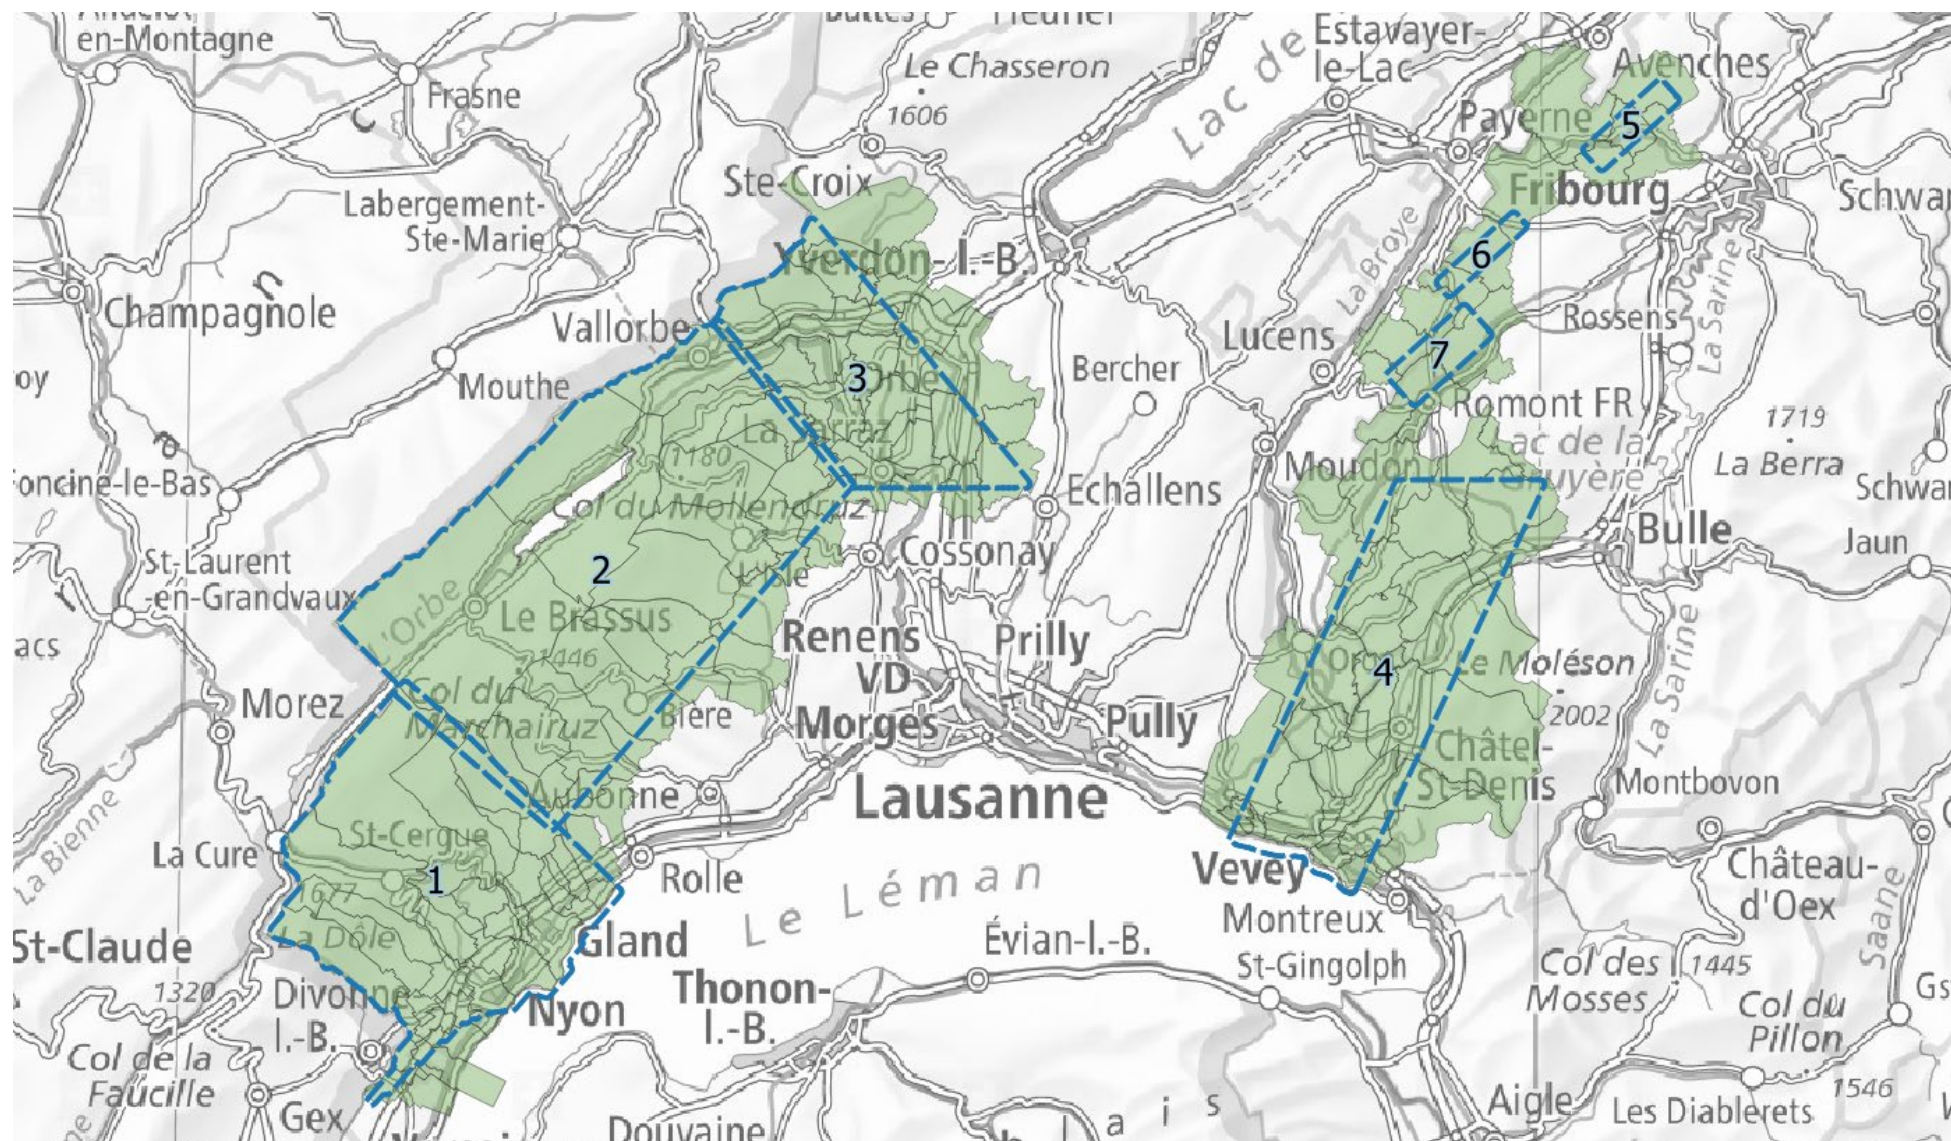 en-Montagne
Frasne
Le Chasseron
1606
Lac de
Estavayer-
le-Lac
Avenches
Payerne
5
Ste-Croix
Fribourg
Labergement-
Ste-Marie
Yverdon-l.-B.
6
La Broye
La Sarine
Champagnole
n
c
Vallorbe
Lucens
Rossens
7
Mouthe
3
Orbe
Bercher
Romont FR
1719
La Berra
Lac de la
Gruyère
La Sarraz
1180
Moudon
Echallens
Col du Mollendruz
Bulle
Jaun
St-Laurent
-en-Grandvaux
2
Cossonay
L'Isle
L'Orbe
Le Brassus
1446
Renens
VD
Prilly
4
Le Moléson
2002
La Sarine
Morez
Col du
Marchairuz
Bière
Morges
Pully
Châtel-
St-Denis
Montbovon
Aubonne
Lausanne
La Bienne
St-Cergue
La Cure
1
1677
La Dôle
Rolle
Le Léman
Vevey
Montreux
Château-
d'Oex
Saane
St-Claude
Gland
Évian-l.-B.
St-Gingolph
Col des
Mosses
1445
1320
Divonne-
l.-B.
Nyon
Thonon-
l.-B.
Col du
Pillon
Col de la
Faucille
Gex
1546
Aigle
Les Diablerets
Douvaine
a
i
s